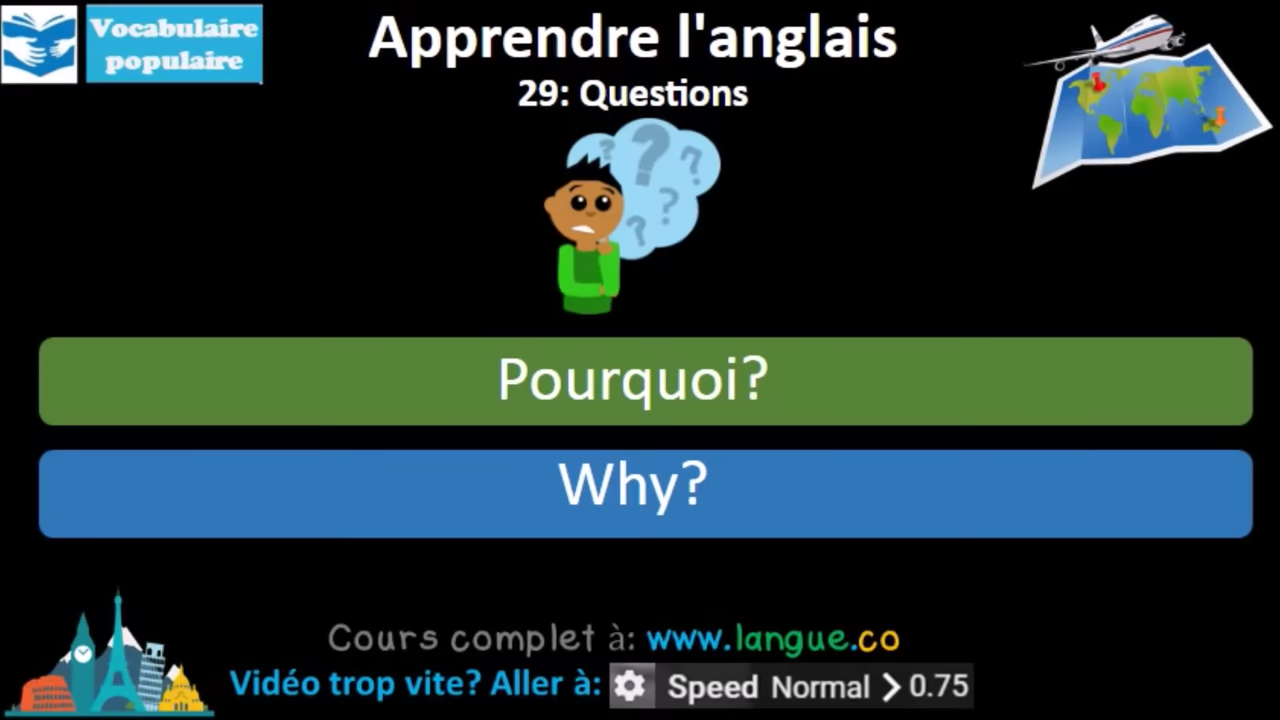 Vocabulaire
populaire
Apprendre l'anglais
29: Questions
? ? ? ? ?
Pourquoi?
Why?
Cours complet à: www.langue.co
Vidéo trop vite? Aller à: Speed Normal > 0.75